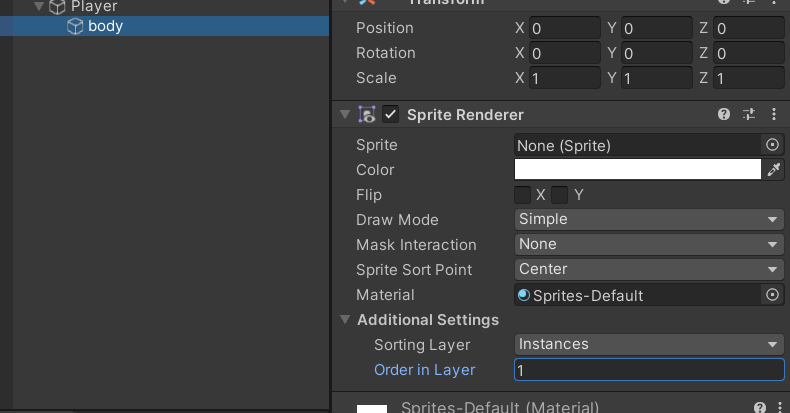 Player
body
Transform
Position X 0 Y 0 Z 0
Rotation X 0 Y 0 Z 0
Scale X 1 Y 1 Z 1
Sprite Renderer
Sprite None (Sprite)
Color
Flip X Y
Draw Mode Simple
Mask Interaction None
Sprite Sort Point Center
Material Sprites-Default
Additional Settings
Sorting Layer Instances
Order in Layer 1
Sprites-Default (Material)